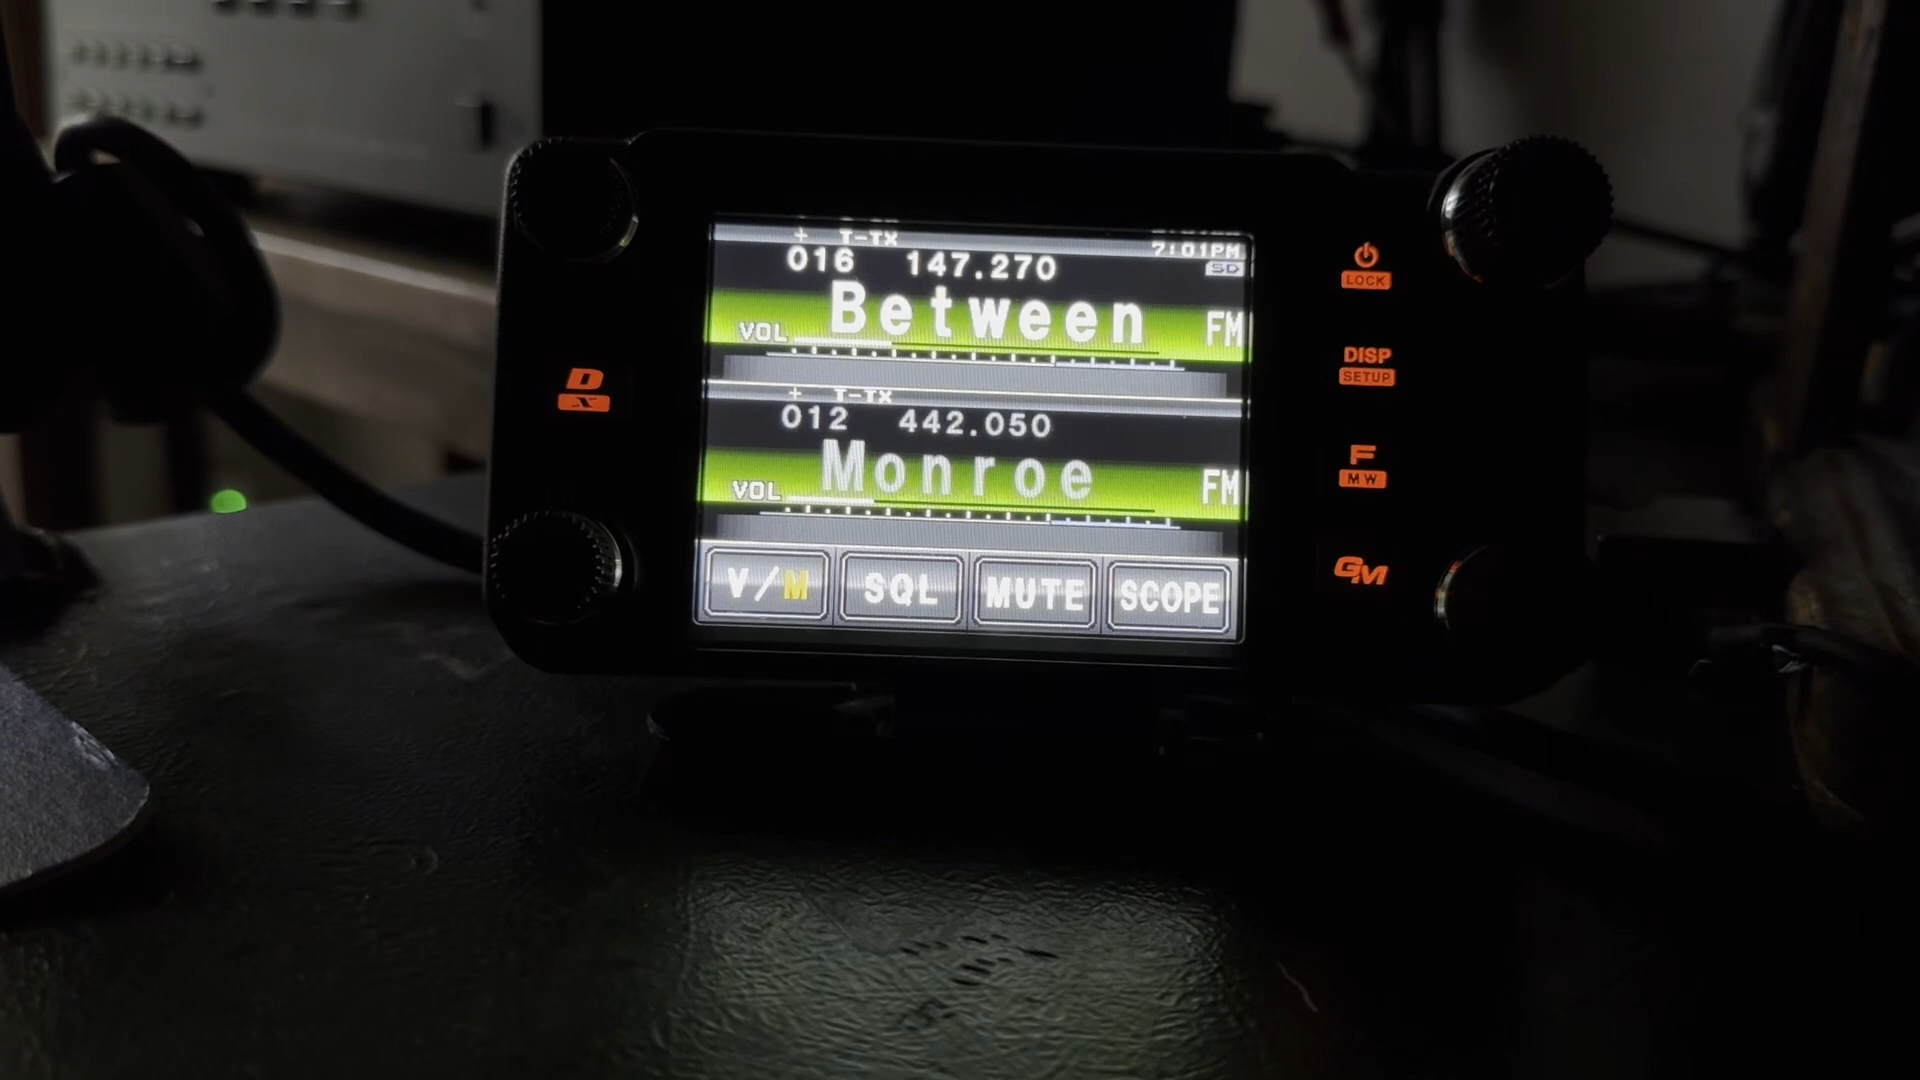 + T-TX 7:01PM
016 147.270 SD
Between
VOL FM
+ T-TX
012 442.050
Monroe
VOL FM
V/M SQL MUTE SCOPE
D
X
LOCK
DISP
SETUP
F
MW
GM